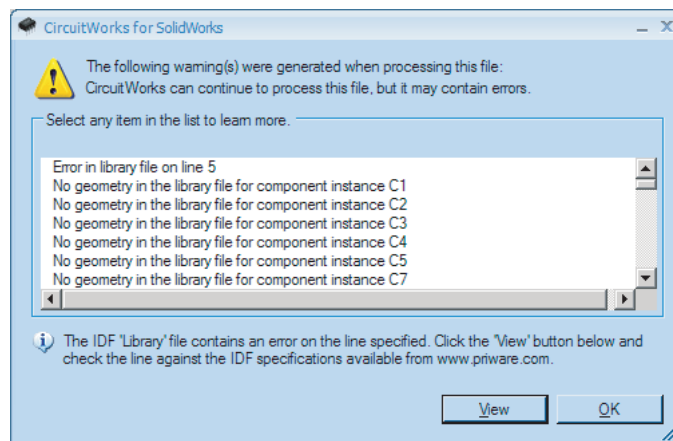 CircuitWorks for SolidWorks
The following warning(s) were generated when processing this file:
CircuitWorks can continue to process this file, but it may contain errors.
Select any item in the list to learn more.
Error in library file on line 5
No geometry in the library file for component instance C1
No geometry in the library file for component instance C2
No geometry in the library file for component instance C3
No geometry in the library file for component instance C4
No geometry in the library file for component instance C5
No geometry in the library file for component instance C7
The IDF 'Library' file contains an error on the line specified. Click the 'View' button below and
check the line against the IDF specifications available from www.priware.com.
View
OK